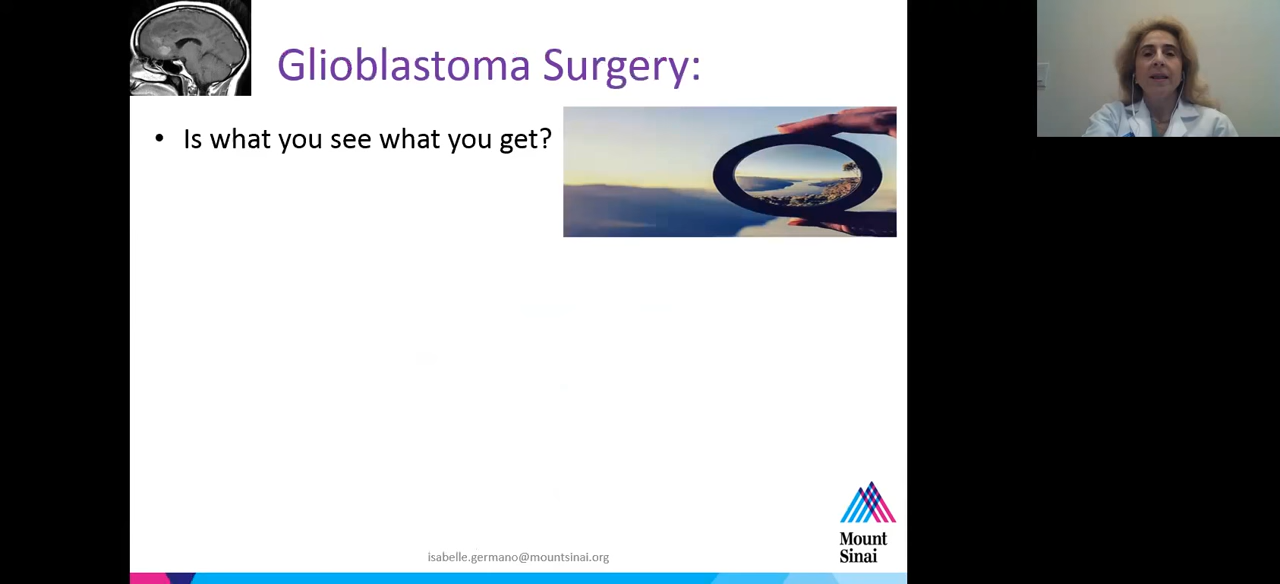 Glioblastoma Surgery:
• Is what you see what you get?
Mount
Sinai
isabelle.germano@mountsinai.org